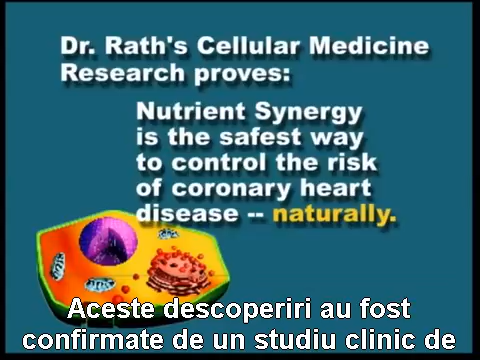 Dr. Rath's Cellular Medicine
Research proves:
Nutrient Synergy
is the safest way
to control the risk
of coronary heart
disease -- naturally.
Aceste descoperiri au fost
confirmate de un studiu clinic de